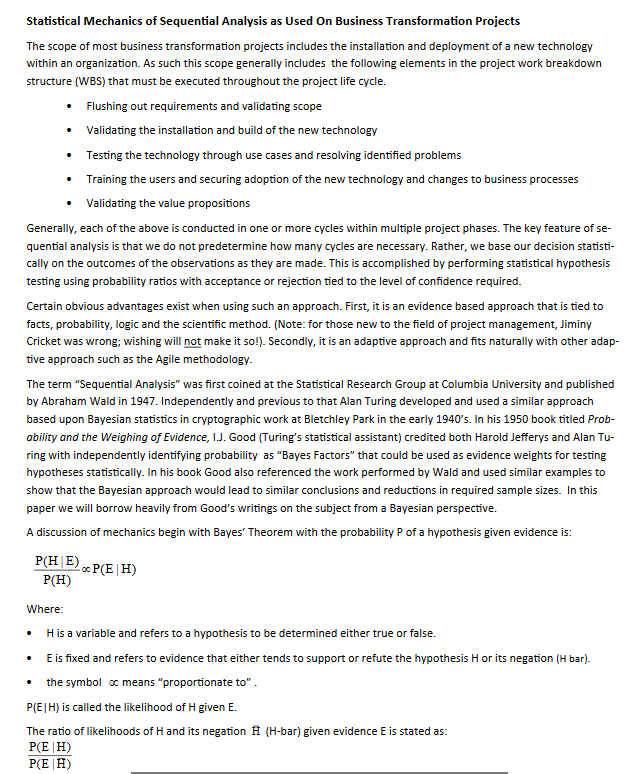 Statistical Mechanics of Sequential Analysis as Used On Business Transformation Projects
The scope of most business transformation projects includes the installation and deployment of a new technology
within an organization. As such this scope generally includes the following elements in the project work breakdown
structure (WBS) that must be executed throughout the project life cycle.
• Flushing out requirements and validating scope
• Validating the installation and build of the new technology
• Testing the technology through use cases and resolving identified problems
• Training the users and securing adoption of the new technology and changes to business processes
• Validating the value propositions
Generally, each of the above is conducted in one or more cycles within multiple project phases. The key feature of se-
quential analysis is that we do not predetermine how many cycles are necessary. Rather, we base our decision statisti-
cally on the outcomes of the observations as they are made. This is accomplished by performing statistical hypothesis
testing using probability ratios with acceptance or rejection tied to the level of confidence required.
Certain obvious advantages exist when using such an approach. First, it is an evidence based approach that is tied to
facts, probability, logic and the scientific method. (Note: for those new to the field of project management, Jiminy
Cricket was wrong; wishing will not make it so!). Secondly, it is an adaptive approach and fits naturally with other adap-
tive approach such as the Agile methodology.
The term "Sequential Analysis" was first coined at the Statistical Research Group at Columbia University and published
by Abraham Wald in 1947. Independently and previous to that Alan Turing developed and used a similar approach
based upon Bayesian statistics in cryptographic work at Bletchley Park in the early 1940's. In his 1950 book titled Prob-
ability and the Weighing of Evidence, I.J. Good (Turing's statistical assistant) credited both Harold Jefferys and Alan Tu-
ring with independently identifying probability as "Bayes Factors" that could be used as evidence weights for testing
hypotheses statistically. In his book Good also referenced the work performed by Wald and used similar examples to
show that the Bayesian approach would lead to similar conclusions and reductions in required sample sizes. In this
paper we will borrow heavily from Good's writings on the subject from a Bayesian perspective.
A discussion of mechanics begin with Bayes' Theorem with the probability P of a hypothesis given evidence is:
P(H|E)
∝P(E|H)
P(H)
Where:
• H is a variable and refers to a hypothesis to be determined either true or false.
• E is fixed and refers to evidence that either tends to support or refute the hypothesis H or its negation (H bar).
• the symbol ∝ means "proportionate to" .
P(E|H) is called the likelihood of H given E.
The ratio of likelihoods of H and its negation H̄ (H-bar) given evidence E is stated as:
P(E|H)
P(E|H̄)